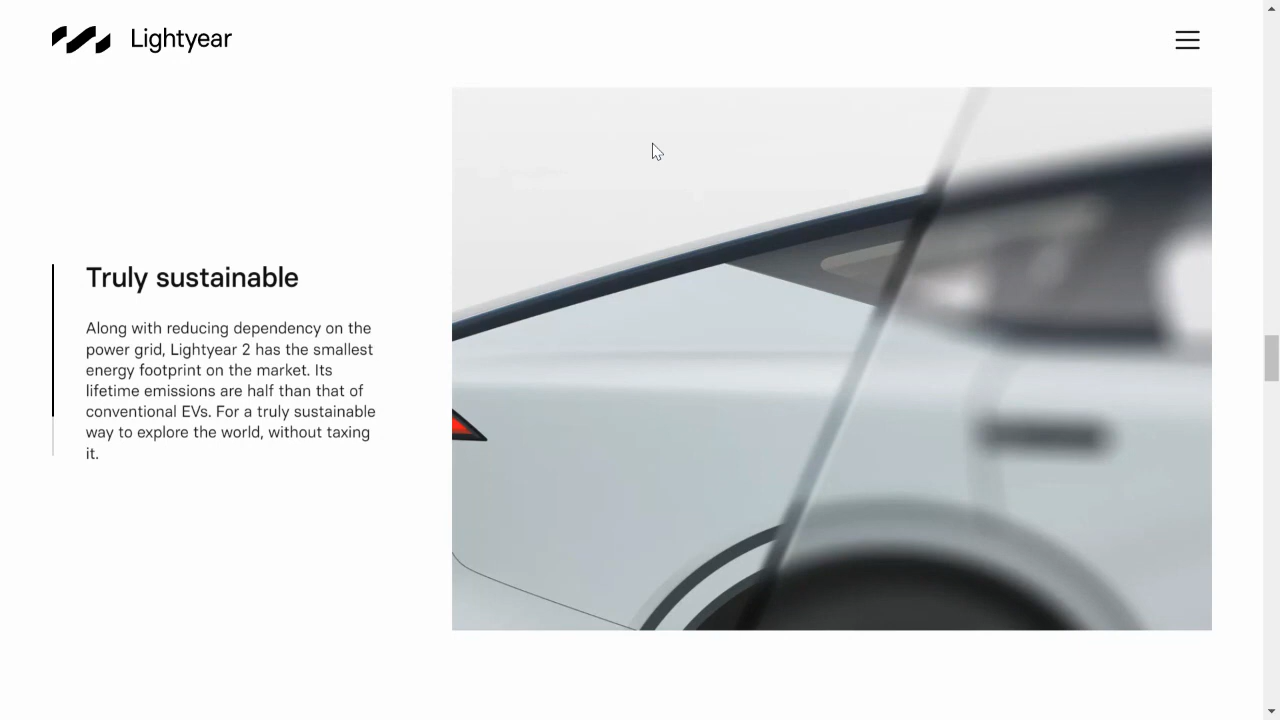 Lightyear
Truly sustainable
Along with reducing dependency on the
power grid, Lightyear 2 has the smallest
energy footprint on the market. Its
lifetime emissions are half than that of
conventional EVs. For a truly sustainable
way to explore the world, without taxing
it.